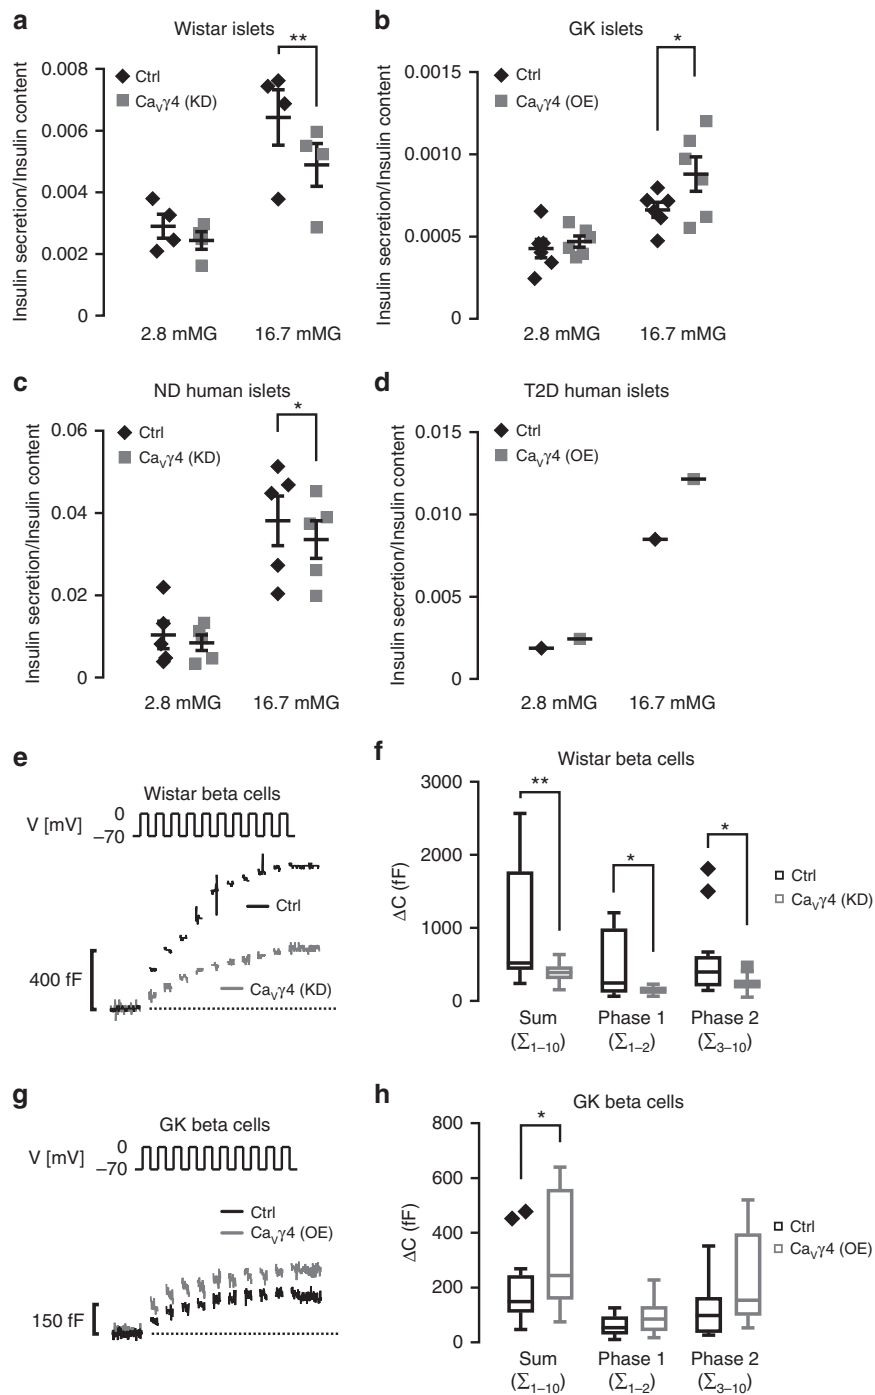 a
Wistar islets
**
Insulin secretion/Insulin content
0.008
0.006
0.004
0.002
0
Ctrl
CaVγ4 (KD)
2.8 mMG
16.7 mMG
b
GK islets
*
Insulin secretion/Insulin content
0.0015
0.0010
0.0005
0
Ctrl
CaVγ4 (OE)
2.8 mMG
16.7 mMG
c
ND human islets
*
Insulin secretion/Insulin content
0.06
0.04
0.02
0
Ctrl
CaVγ4 (KD)
2.8 mMG
16.7 mMG
d
T2D human islets
Insulin secretion/Insulin content
0.015
0.010
0.005
0
Ctrl
CaVγ4 (OE)
2.8 mMG
16.7 mMG
e
Wistar beta cells
V [mV]
0
–70
Ctrl
400 fF
CaVγ4 (KD)
f
Wistar beta cells
ΔC (fF)
3000
2000
1000
0
**
*
*
Ctrl
CaVγ4 (KD)
Sum
(Σ1–10)
Phase 1
(Σ1–2)
Phase 2
(Σ3–10)
g
GK beta cells
V [mV]
0
–70
Ctrl
CaVγ4 (OE)
150 fF
h
GK beta cells
ΔC (fF)
800
600
400
200
0
*
Ctrl
CaVγ4 (OE)
Sum
(Σ1–10)
Phase 1
(Σ1–2)
Phase 2
(Σ3–10)